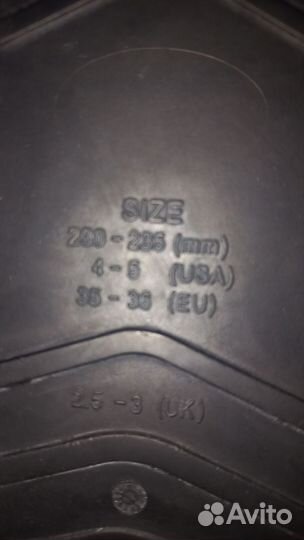 SIZE
230 - 235 (mm)
4 - 5 (USA)
35 - 36 (EU)
2.5 - 3 (UK)
Avito